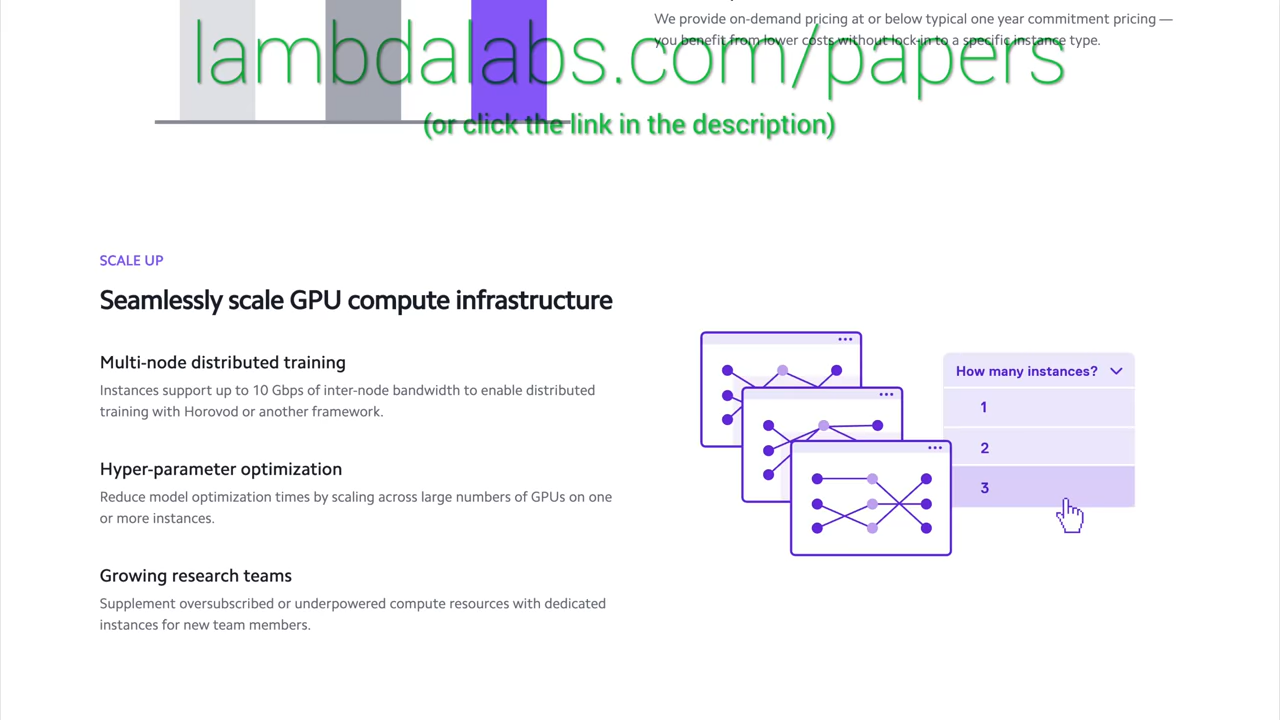 We provide on-demand pricing at or below typical one year commitment pricing —
you benefit from lower costs without lock-in to a specific instance type.
lambdalabs.com/papers
(or click the link in the description)
SCALE UP
Seamlessly scale GPU compute infrastructure
Multi-node distributed training
Instances support up to 10 Gbps of inter-node bandwidth to enable distributed
training with Horovod or another framework.
Hyper-parameter optimization
Reduce model optimization times by scaling across large numbers of GPUs on one
or more instances.
Growing research teams
Supplement oversubscribed or underpowered compute resources with dedicated
instances for new team members.
How many instances?
1
2
3